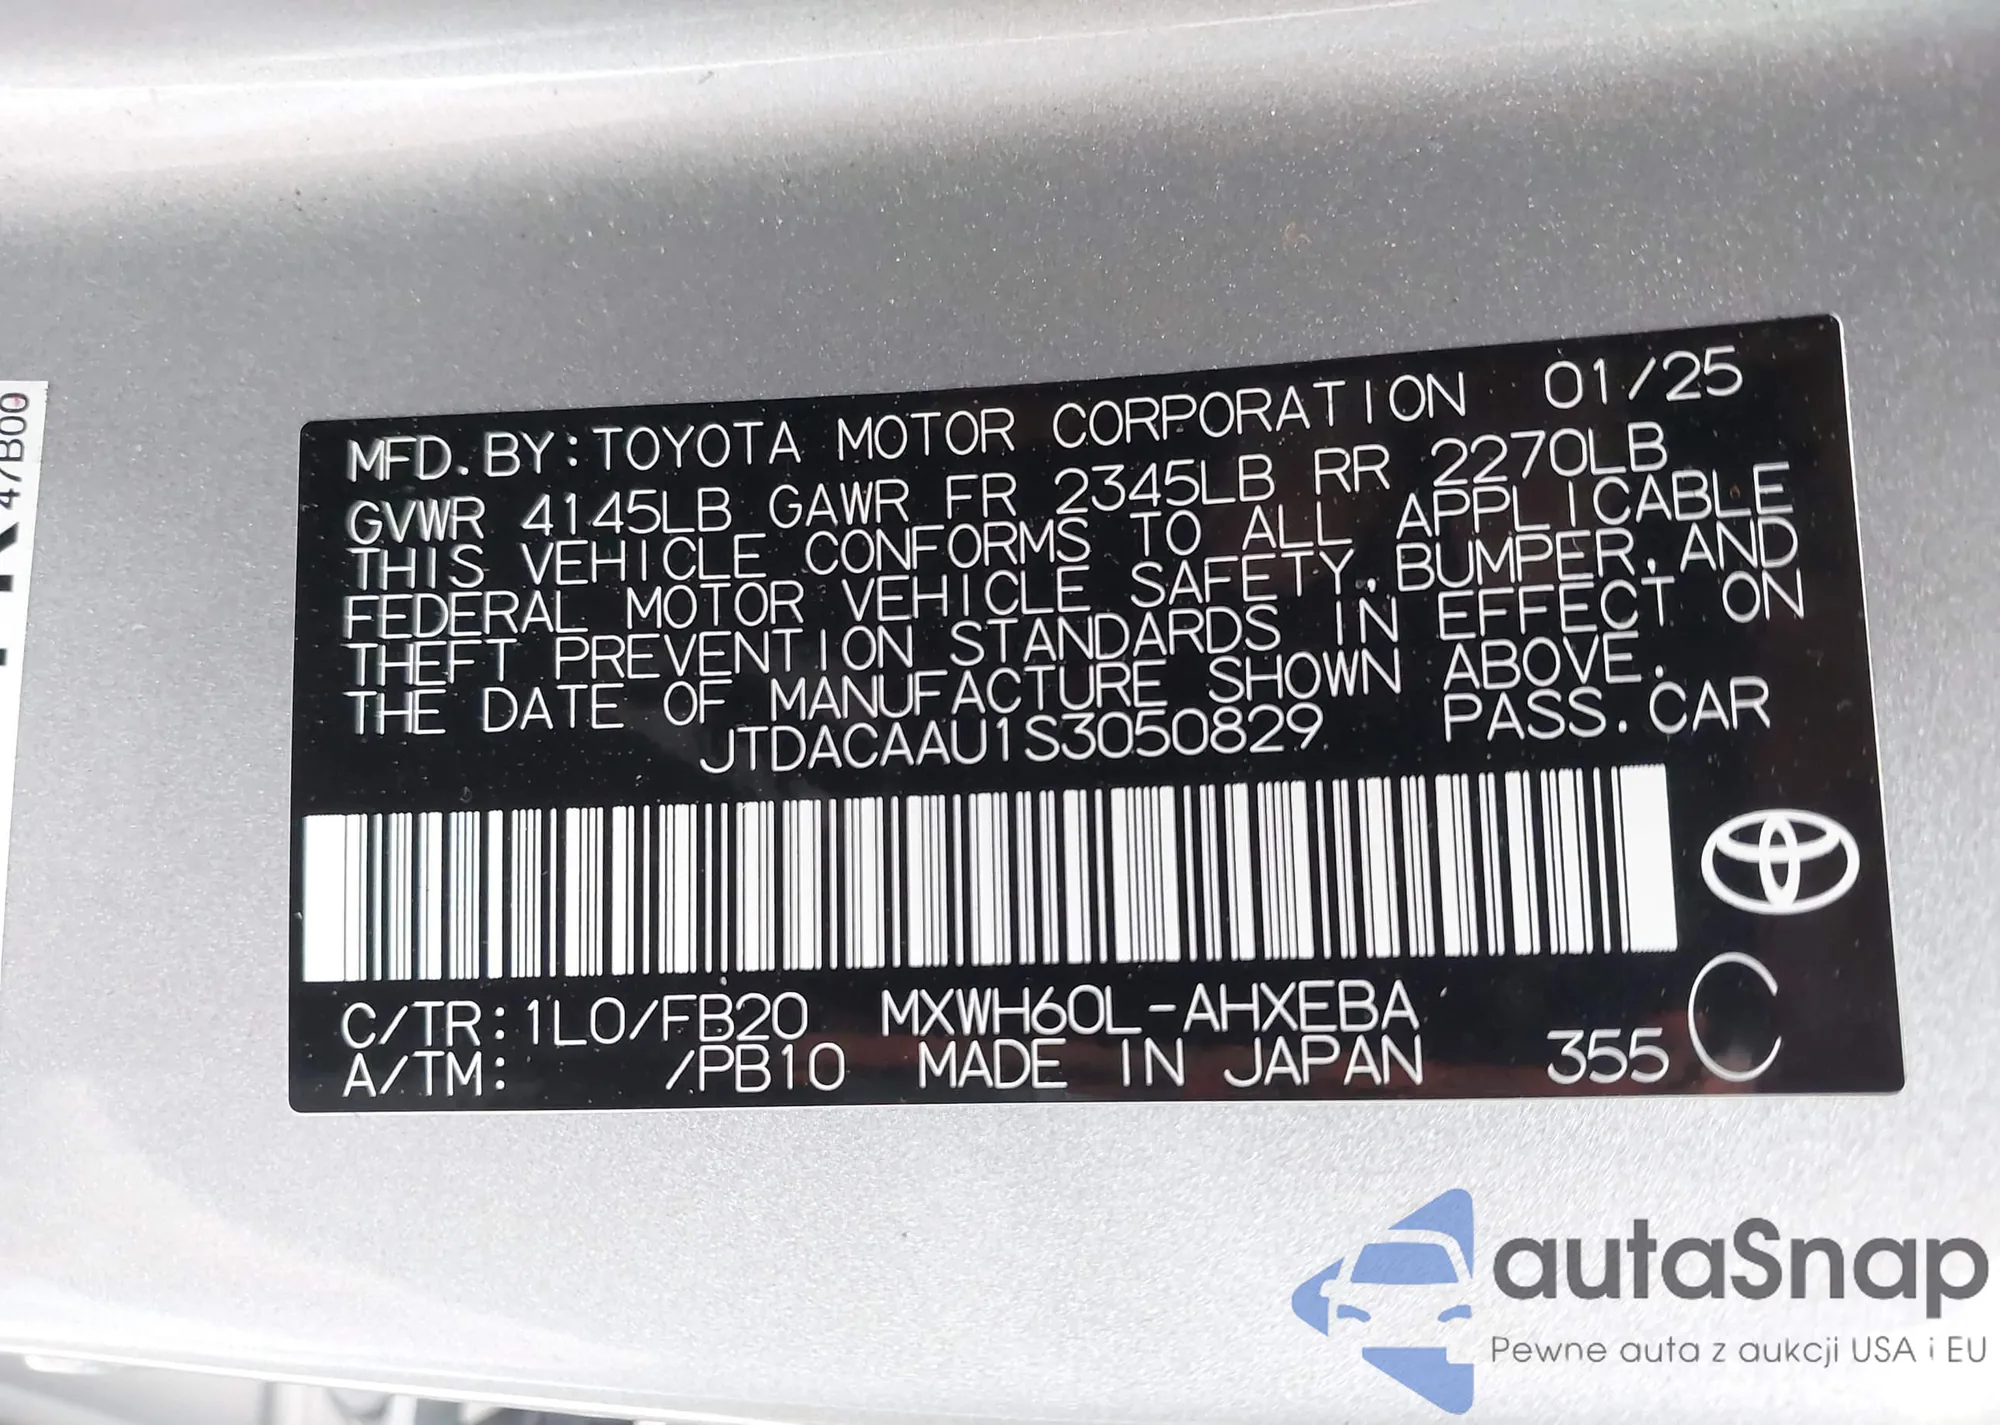 47B00
MFD.BY:TOYOTA MOTOR CORPORATION 01/25
GVWR 4145LB GAWR FR 2345LB RR 2270LB
THIS VEHICLE CONFORMS TO ALL APPLICABLE
FEDERAL MOTOR VEHICLE SAFETY,BUMPER,AND
THEFT PREVENTION STANDARDS IN EFFECT ON
THE DATE OF MANUFACTURE SHOWN ABOVE.
JTDACAAU1S3050829 PASS.CAR
C/TR:1L0/FB20 MXWH60L-AHXEBA
A/TM: /PB10 MADE IN JAPAN 355 C
autaSnap
Pewne auta z aukcji USA i EU